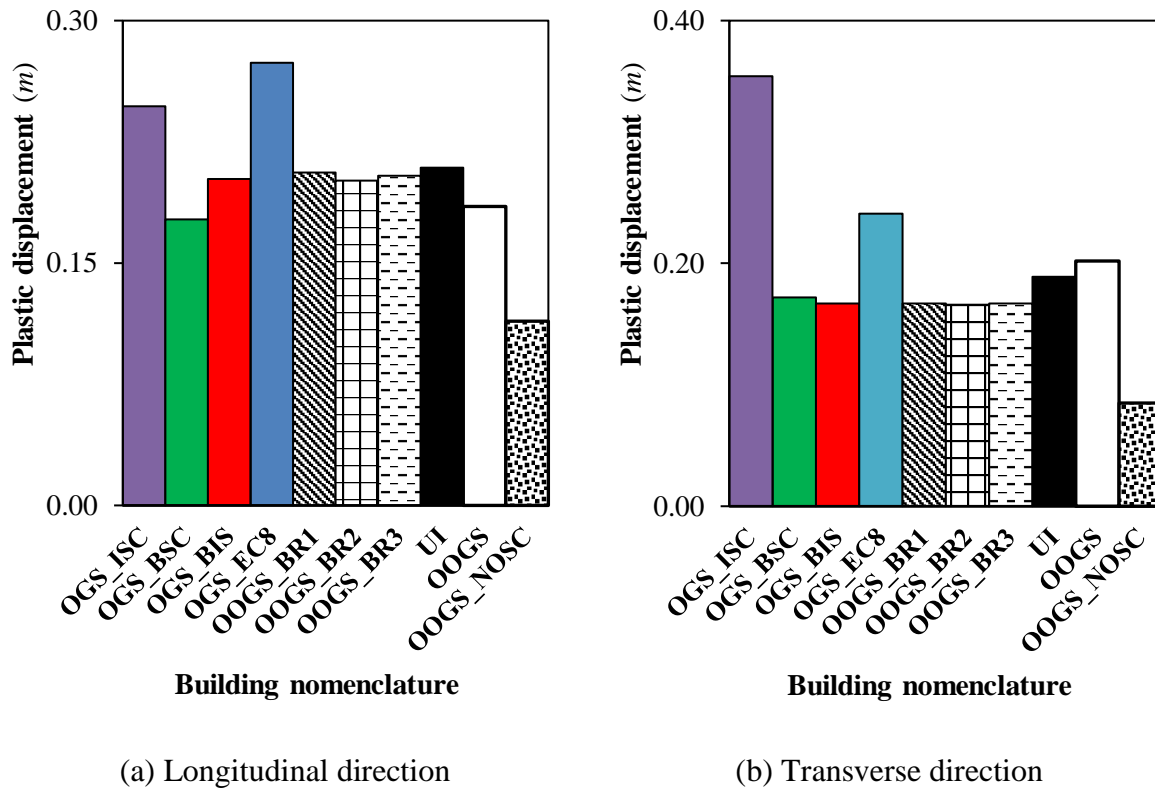 0.30
0.15
0.00
Plastic displacement (m)
OGS_ISC
OGS_BSC
OGS_BIS
OGS_EC8
OOGS_BR1
OOGS_BR2
OOGS_BR3
UI
OOGS
OOGS_NOSC
Building nomenclature
(a) Longitudinal direction
0.40
0.20
0.00
Plastic displacement (m)
OGS_ISC
OGS_BSC
OGS_BIS
OGS_EC8
OOGS_BR1
OOGS_BR2
OOGS_BR3
UI
OOGS
OOGS_NOSC
Building nomenclature
(b) Transverse direction